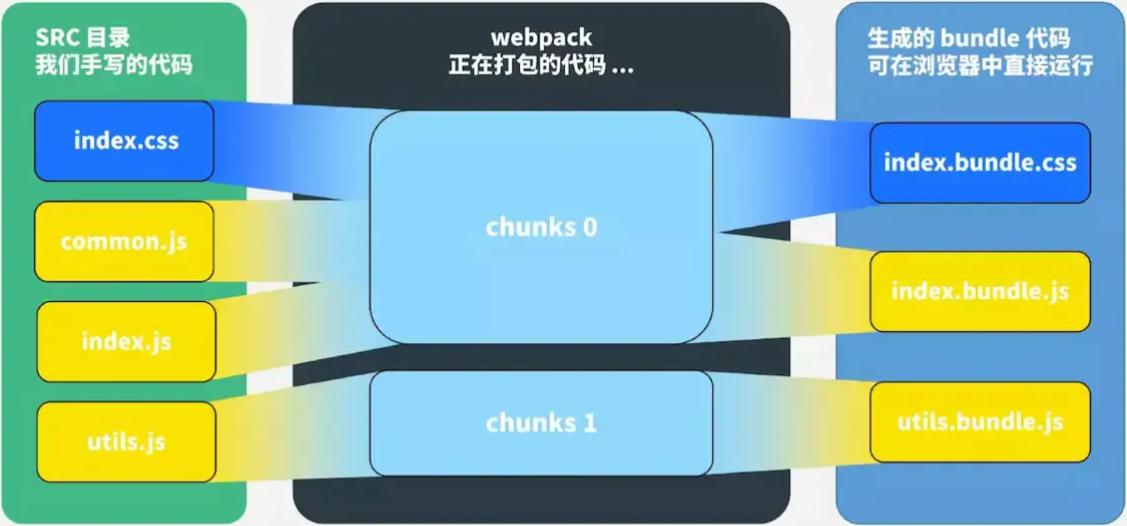 SRC 目录
我们手写的代码
index.css
common.js
index.js
utils.js
webpack
正在打包的代码 ...
chunks 0
chunks 1
生成的 bundle 代码
可在浏览器中直接运行
index.bundle.css
index.bundle.js
utils.bundle.js